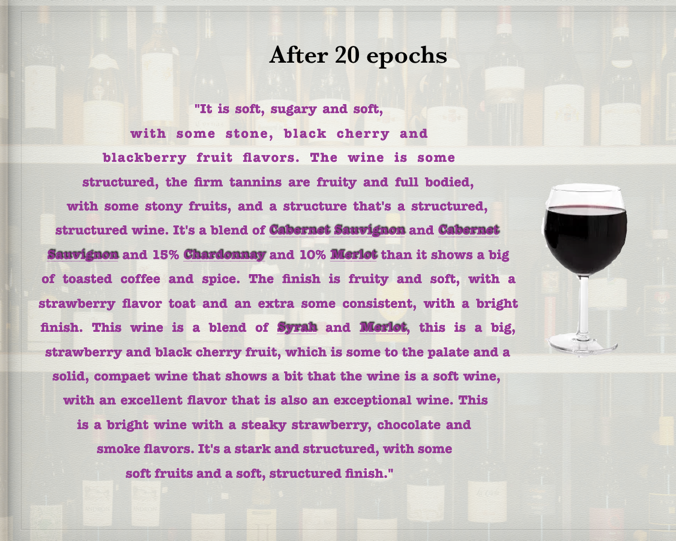 After 20 epochs
"It is soft, sugary and soft,
with some stone, black cherry and
blackberry fruit flavors. The wine is some
structured, the firm tannins are fruity and full bodied,
with some stony fruits, and a structure that's a structured,
structured wine. It's a blend of Cabernet Sauvignon and Cabernet
Sauvignon and 15% Chardonnay and 10% Merlot than it shows a big
of toasted coffee and spice. The finish is fruity and soft, with a
strawberry flavor toat and an extra some consistent, with a bright
finish. This wine is a blend of Syrah and Merlot, this is a big,
strawberry and black cherry fruit, which is some to the palate and a
solid, compaet wine that shows a bit that the wine is a soft wine,
with an excellent flavor that is also an exceptional wine. This
is a bright wine with a steaky strawberry, chocolate and
smoke flavors. It's a stark and structured, with some
soft fruits and a soft, structured finish."